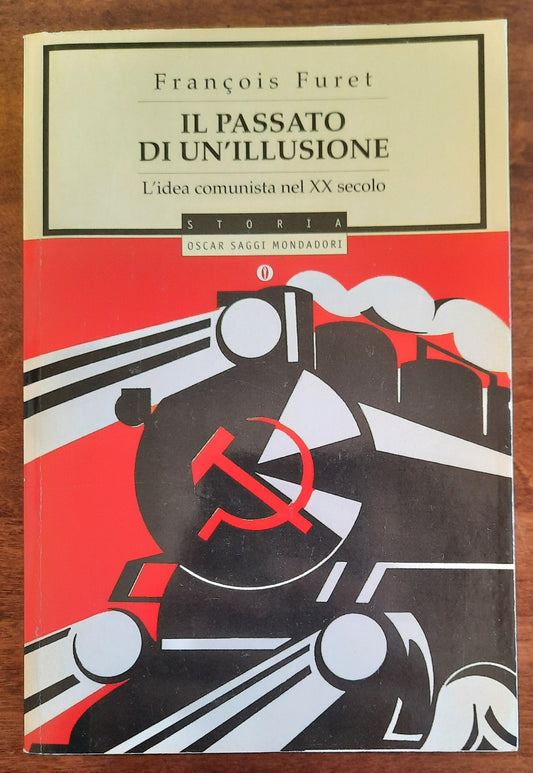 François Furet
IL PASSATO
DI UN'ILLUSIONE
L'idea comunista nel XX secolo
STORIA
OSCAR SAGGI MONDADORI